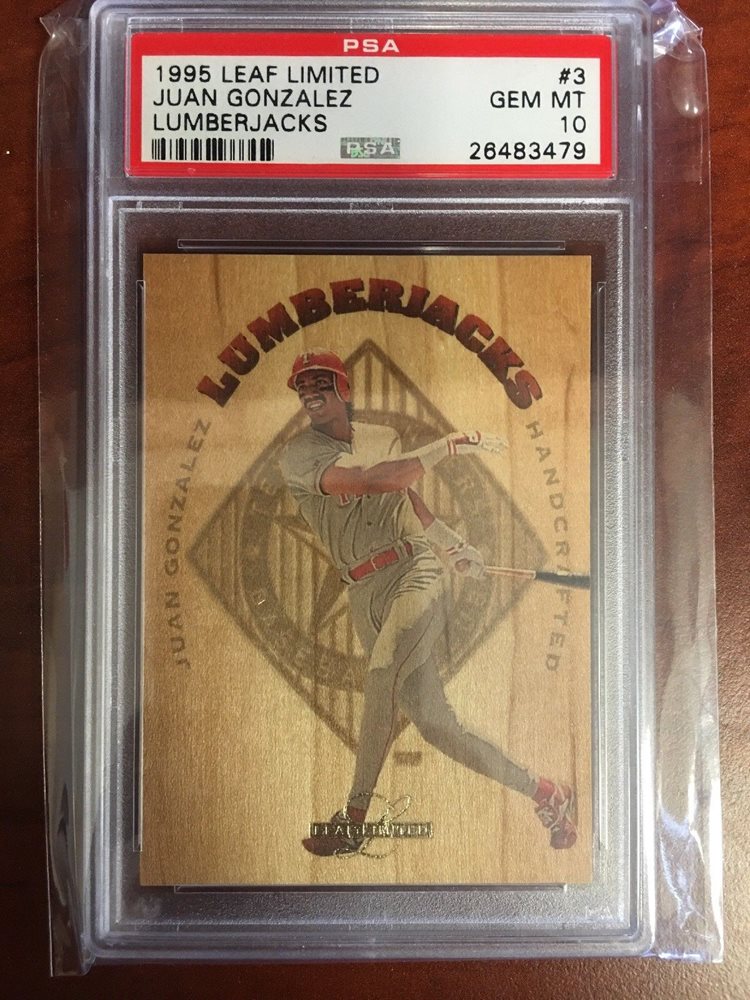 PSA
1995 LEAF LIMITED #3
JUAN GONZALEZ GEM MT
LUMBERJACKS 10
PSA 26483479
LUMBERJACKS
JUAN GONZALEZ
HANDCRAFTED
T
LEAF LIMITED